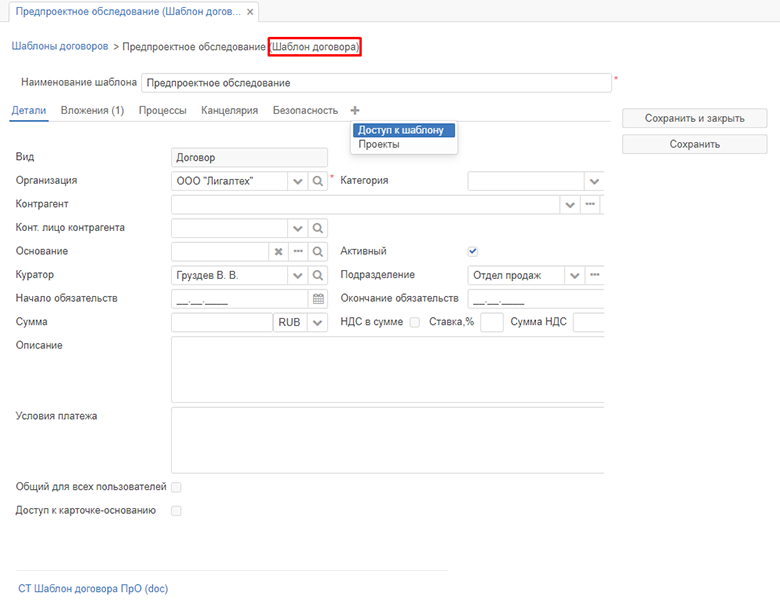 Предпроектное обследование (Шаблон догов... ×
Шаблоны договоров > Предпроектное обследование (Шаблон договора)
Наименование шаблона Предпроектное обследование *
Детали Вложения (1) Процессы Канцелярия Безопасность +
Доступ к шаблону
Проекты
Сохранить и закрыть
Сохранить
Вид Договор
Организация ООО "Лигалтех" * Категория
Контрагент
Конт. лицо контрагента
Основание Активный
Куратор Груздев В. В. Подразделение Отдел продаж
Начало обязательств __.__.____ Окончание обязательств __.__.____
Сумма RUB НДС в сумме Ставка,% Сумма НДС
Описание
Условия платежа
Общий для всех пользователей
Доступ к карточке-основанию
СТ Шаблон договора ПрО (doc)